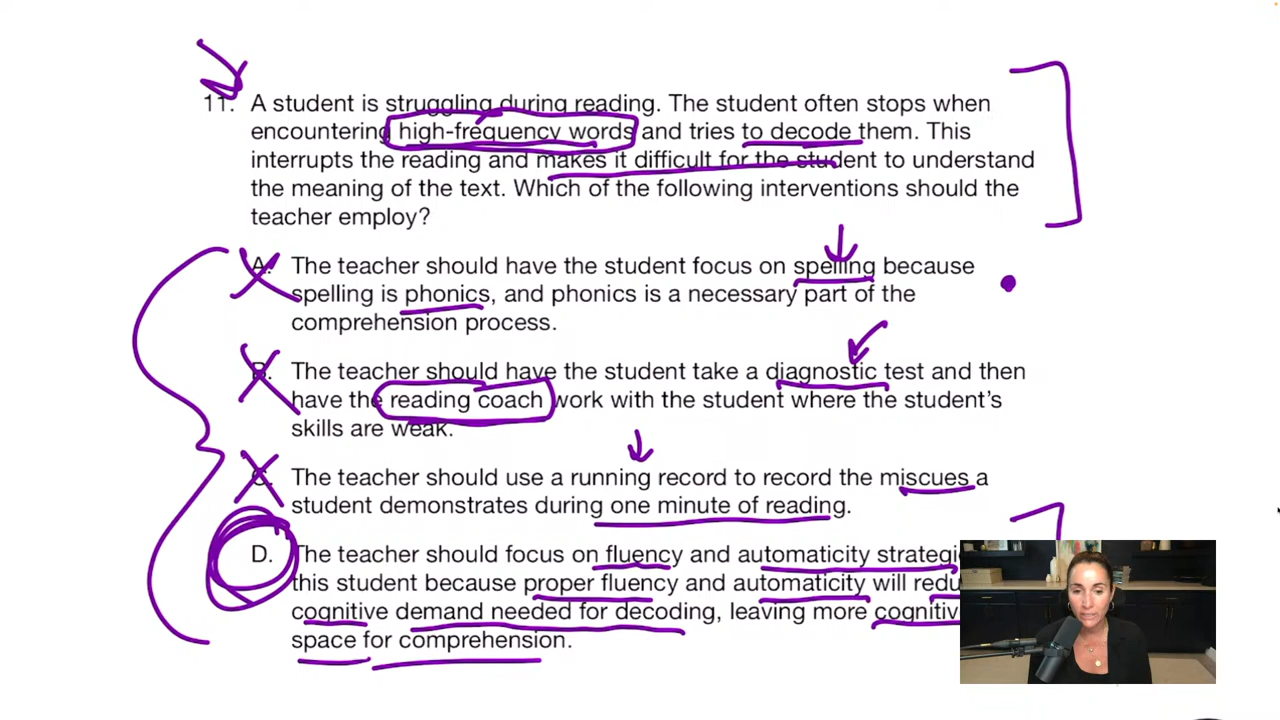 11. A student is struggling during reading. The student often stops when
encountering high-frequency words and tries to decode them. This
interrupts the reading and makes it difficult for the student to understand
the meaning of the text. Which of the following interventions should the
teacher employ?
A. The teacher should have the student focus on spelling because
spelling is phonics, and phonics is a necessary part of the
comprehension process.
B. The teacher should have the student take a diagnostic test and then
have the reading coach work with the student where the student's
skills are weak.
C. The teacher should use a running record to record the miscues a
student demonstrates during one minute of reading.
D. The teacher should focus on fluency and automaticity strategi
this student because proper fluency and automaticity will redu
cognitive demand needed for decoding, leaving more cognitiv
space for comprehension.